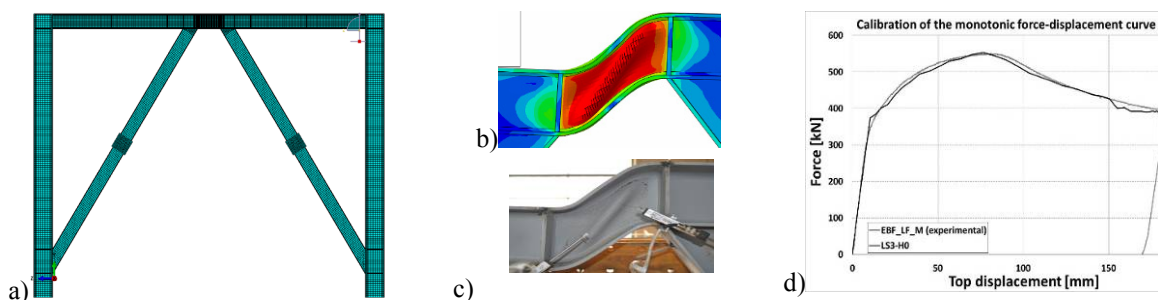 a)
b)
c)
d)
Calibration of the monotonic force-displacement curve
Force [kN]
600
500
400
300
200
100
0
EBF_LF_M (experimental)
LS3-H0
0
50
100
150
Top displacement [mm]